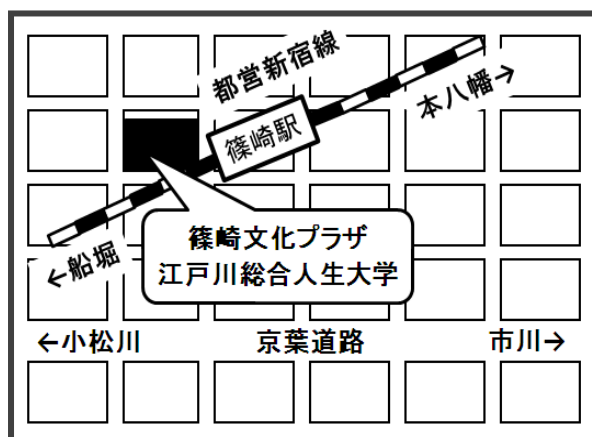 都営新宿線
本八幡→
篠崎駅
篠崎文化プラザ
江戸川総合人生大学
←船堀
←小松川
京葉道路
市川→